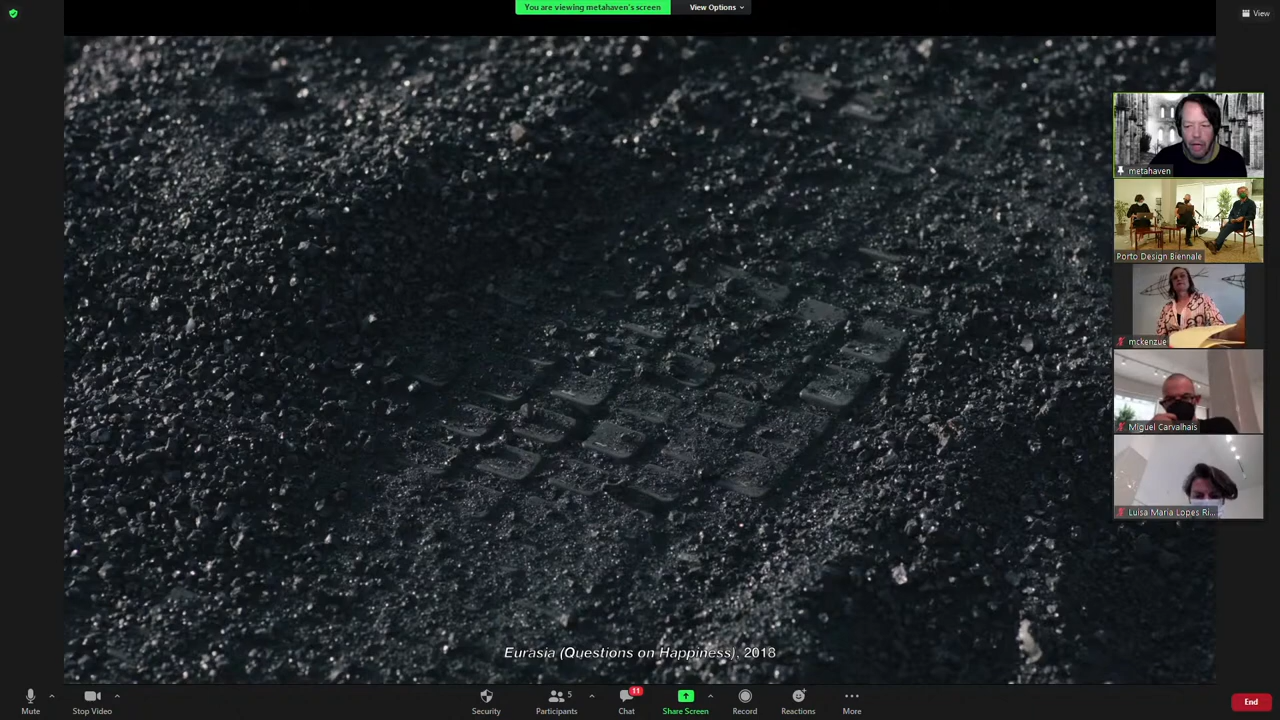 You are viewing metahaven's screen
View Options
View
metahaven
Porto Design Biennale
mckenzue
Miguel Carvalhais
Luisa Maria Lopes Ri...
Eurasia (Questions on Happiness), 2018
Mute
Stop Video
Security
5
Participants
11
Chat
Share Screen
Record
Reactions
More
End